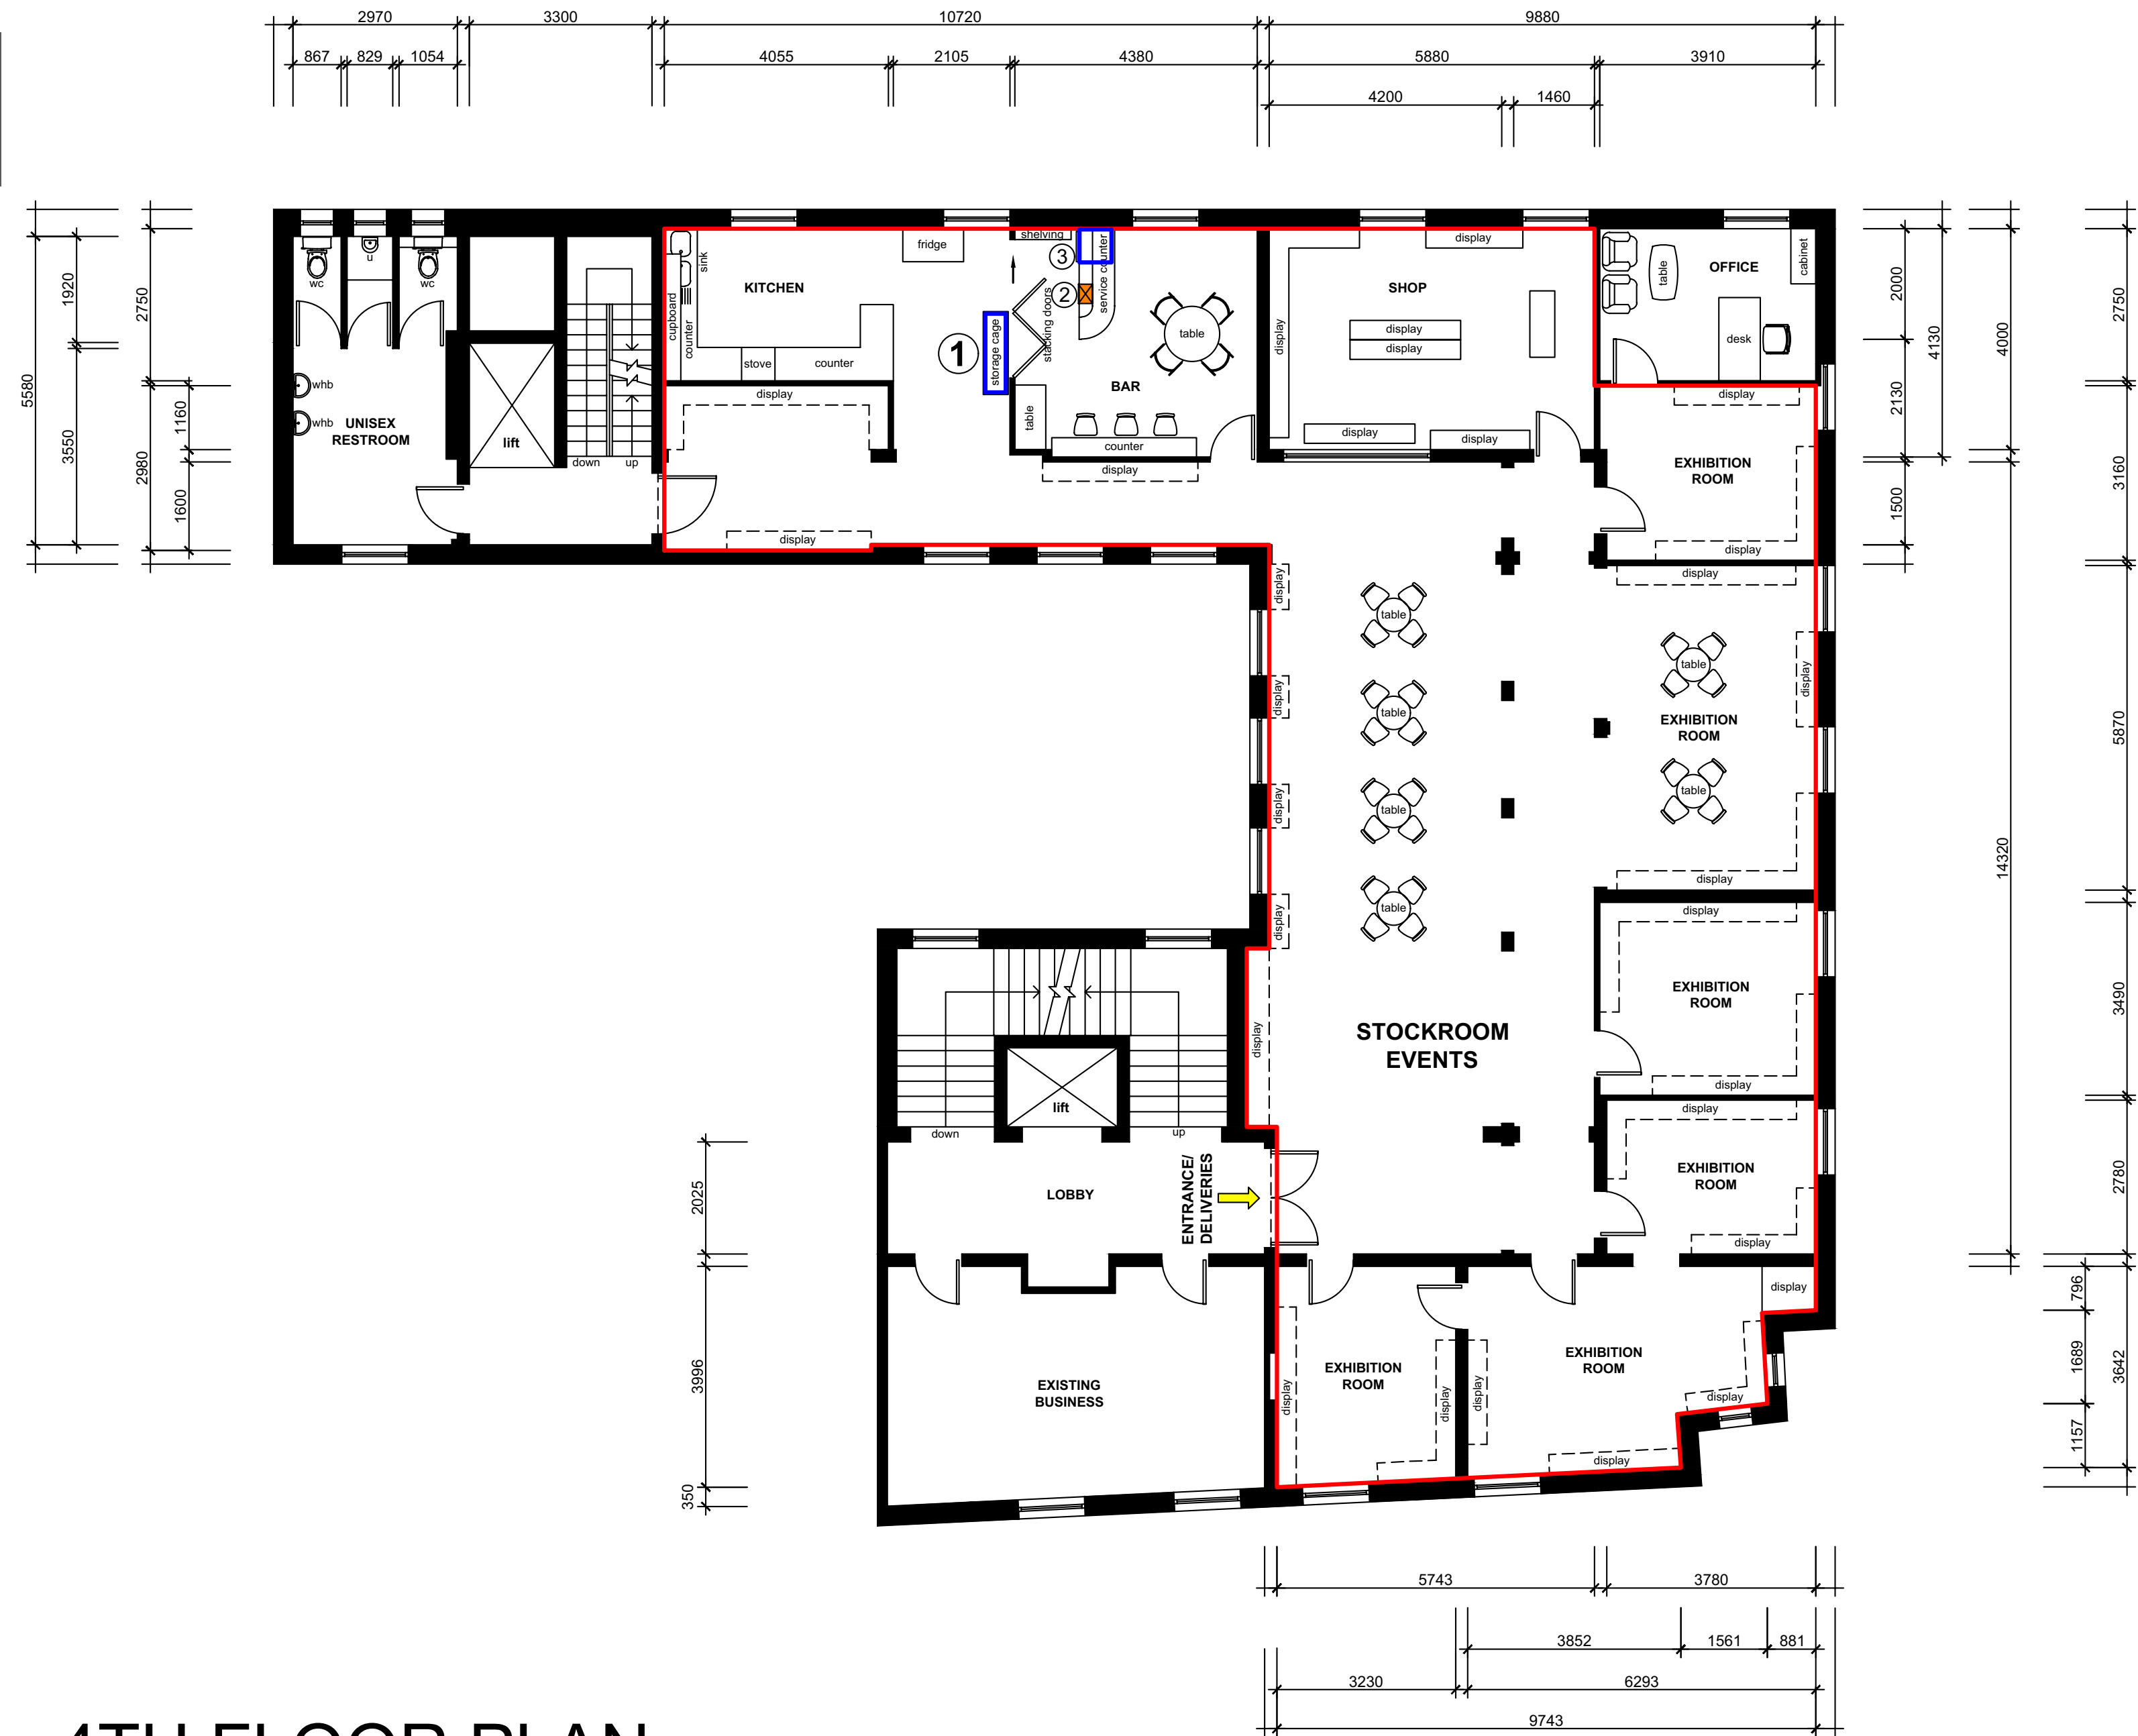 2970 3300 10720 9880
867 829 1054 4055 2105 4380 5880 3910
4200 1460
5580
1920
3550
2750
2980
1160
1600
wc
u
wc
whb
whb
UNISEX
RESTROOM
lift
down up
sink
cupboard
counter
KITCHEN
fridge
stove counter
display
display
shelving
storage cage
stacking doors
1
2
3
service counter
table
BAR
table
counter
display
display
SHOP
display
display
display
display
display
OFFICE
table
cabinet
desk
display
EXHIBITION
ROOM
display
2000
2130
1500
4130
4000
14320
2750
3160
5870
3490
2780
display
display
display
display
display
table
table
table
table
display
display
table
EXHIBITION
ROOM
table
display
display
EXHIBITION
ROOM
display
STOCKROOM
EVENTS
display
EXHIBITION
ROOM
display
lift
down up
LOBBY
ENTRANCE/
DELIVERIES
2025
3996
350
EXISTING
BUSINESS
display
EXHIBITION
ROOM
display
display
EXHIBITION
ROOM
display
display
display
796
1689
1157
3642
5743 3780
3852 1561 881
3230 6293
9743
4TH FLOOR PLAN